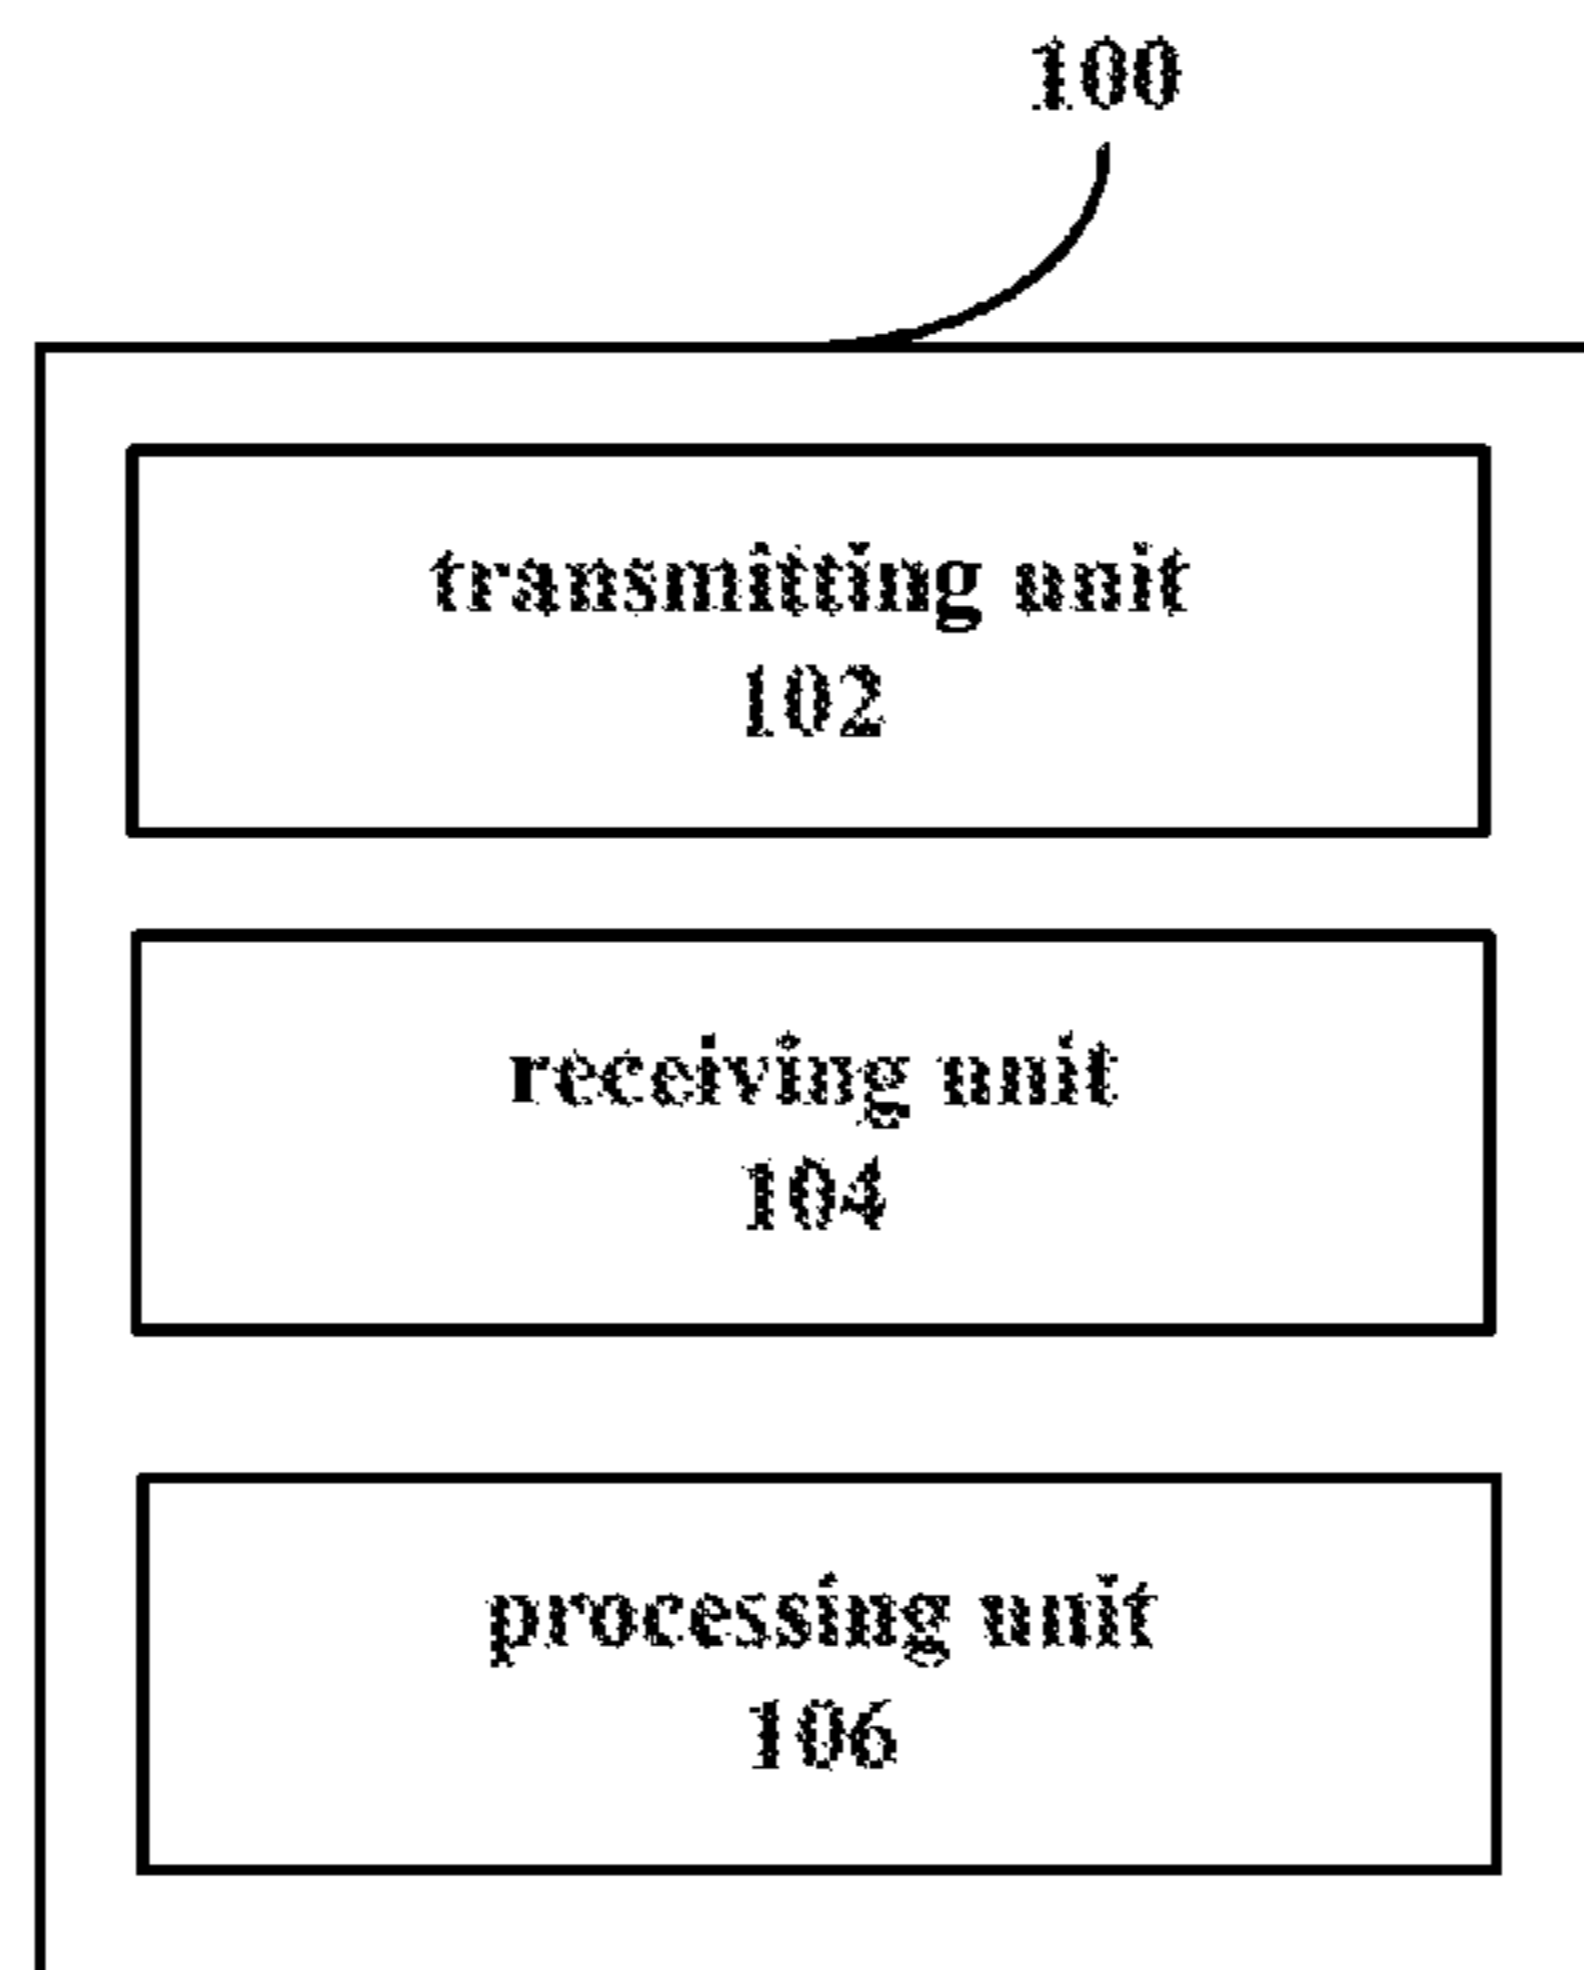 100
transmitting unit
102
receiving unit
104
processing unit
106